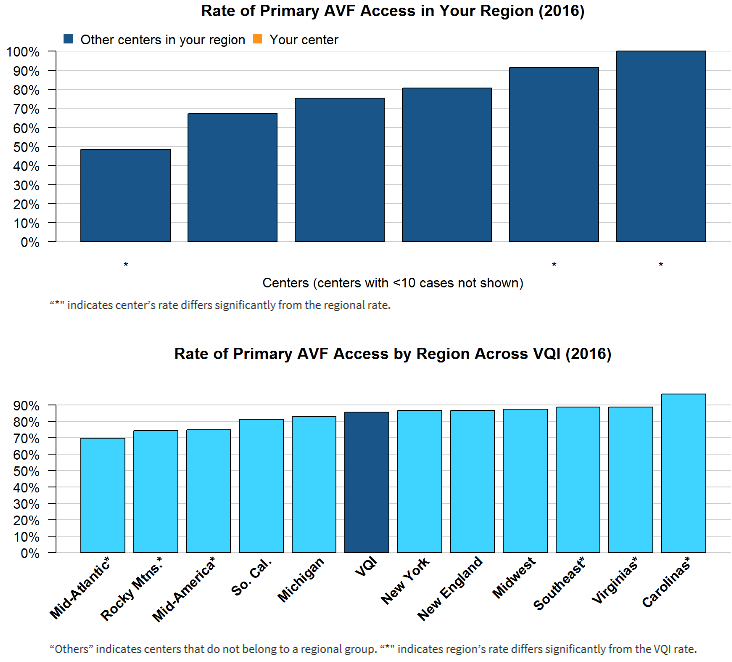 Rate of Primary AVF Access in Your Region (2016)
Other centers in your region Your center
100%
90%
80%
70%
60%
50%
40%
30%
20%
10%
0%
* * *
Centers (centers with <10 cases not shown)
“*” indicates center’s rate differs significantly from the regional rate.
Rate of Primary AVF Access by Region Across VQI (2016)
90%
80%
70%
60%
50%
40%
30%
20%
10%
0%
Mid-Atlantic* Rocky Mtns.* Mid-America* So. Cal. Michigan VQI New York New England Midwest Southeast* Virginias* Carolinas*
“Others” indicates centers that do not belong to a regional group. “*” indicates region’s rate differs significantly from the VQI rate.